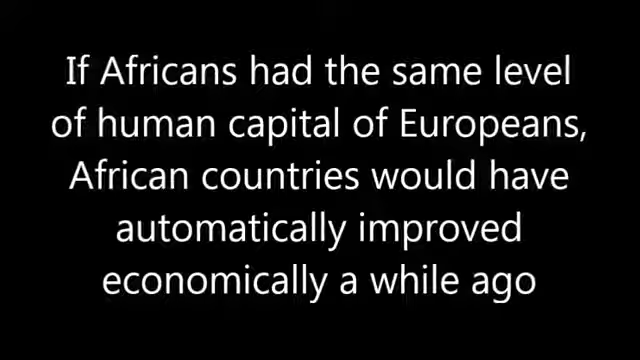 If Africans had the same level
of human capital of Europeans,
African countries would have
automatically improved
economically a while ago